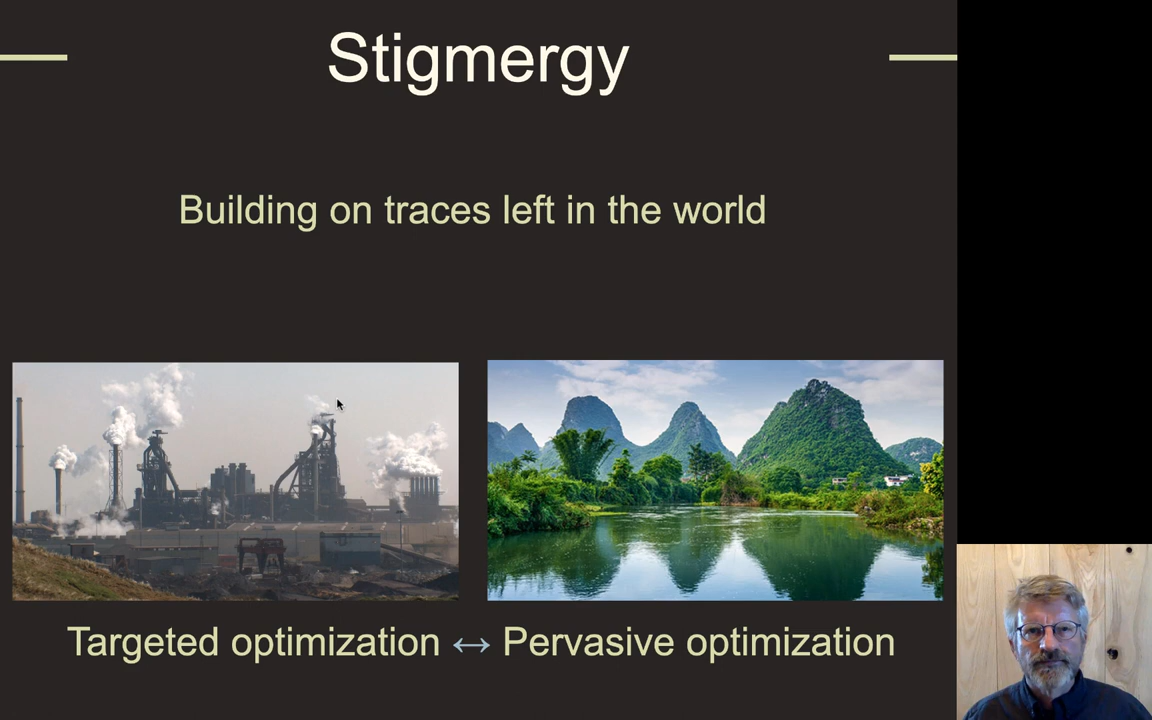 Stigmergy
Building on traces left in the world
Targeted optimization ↔ Pervasive optimization